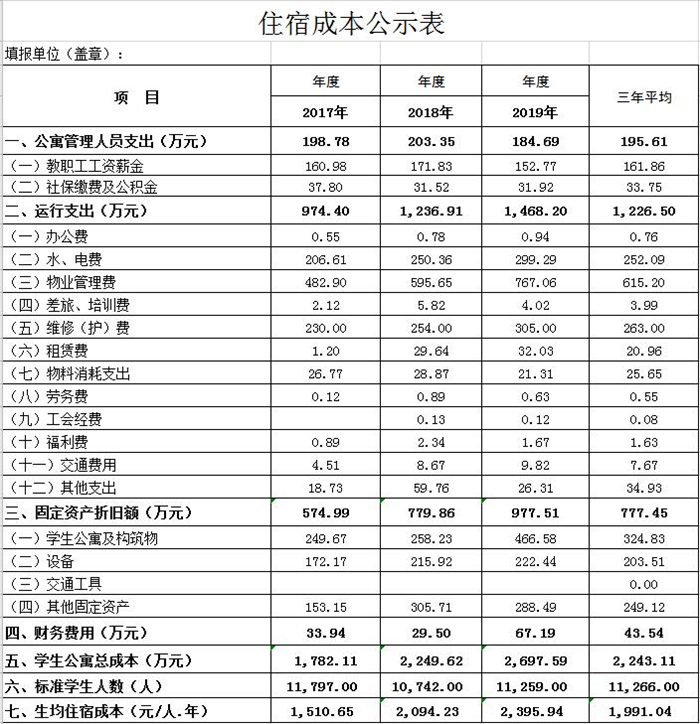 住宿成本公示表
填报单位（盖章）：
项 目 年度 年度 年度 三年平均
2017年 2018年 2019年
一、公寓管理人员支出（万元） 198.78 203.35 184.69 195.61
（一）教职工工资薪金 160.98 171.83 152.77 161.86
（二）社保缴费及公积金 37.80 31.52 31.92 33.75
二、运行支出（万元） 974.40 1,236.91 1,468.20 1,226.50
（一）办公费 0.55 0.78 0.94 0.76
（二）水、电费 206.61 250.36 299.29 252.09
（三）物业管理费 482.90 595.65 767.06 615.20
（四）差旅、培训费 2.12 5.82 4.02 3.99
（五）维修（护）费 230.00 254.00 305.00 263.00
（六）租赁费 1.20 29.64 32.03 20.96
（七）物料消耗支出 26.77 28.87 21.31 25.65
（八）劳务费 0.12 0.89 0.63 0.55
（九）工会经费 0.13 0.12 0.08
（十）福利费 0.89 2.34 1.67 1.63
（十一）交通费用 4.51 8.67 9.82 7.67
（十二）其他支出 18.73 59.76 26.31 34.93
三、固定资产折旧额（万元） 574.99 779.86 977.51 777.45
（一）学生公寓及构筑物 249.67 258.23 466.58 324.83
（二）设备 172.17 215.92 222.44 203.51
（三）交通工具 0.00
（四）其他固定资产 153.15 305.71 288.49 249.12
四、财务费用（万元） 33.94 29.50 67.19 43.54
五、学生公寓总成本（万元） 1,782.11 2,249.62 2,697.59 2,243.11
六、标准学生人数（人） 11,797.00 10,742.00 11,259.00 11,266.00
七、生均住宿成本（元/人.年） 1,510.65 2,094.23 2,395.94 1,991.04